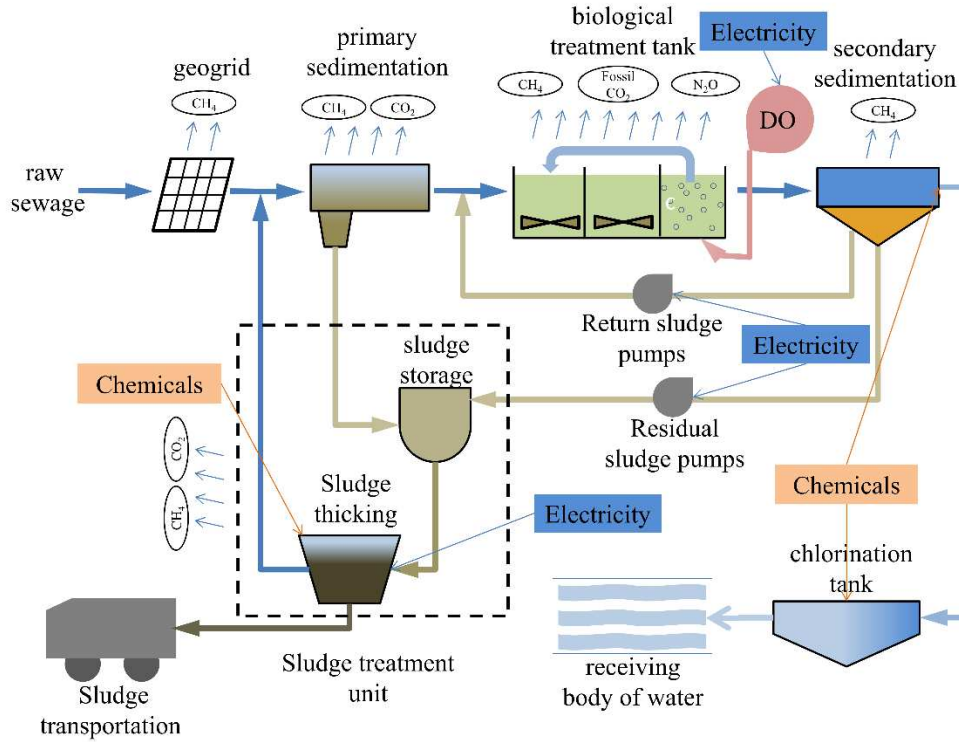 biological
treatment tank
Electricity
primary
sedimentation
secondary
sedimentation
geogrid
CH₄
CH₄
CO₂
CH₄
Fossil
CO₂
N₂O
CH₄
DO
raw
sewage
e
Return sludge
pumps
Electricity
sludge
storage
Chemicals
Residual
sludge pumps
CO₂
CH₄
Sludge
thicking
Electricity
Chemicals
chlorination
tank
Sludge treatment
unit
receiving
body of water
Sludge
transportation